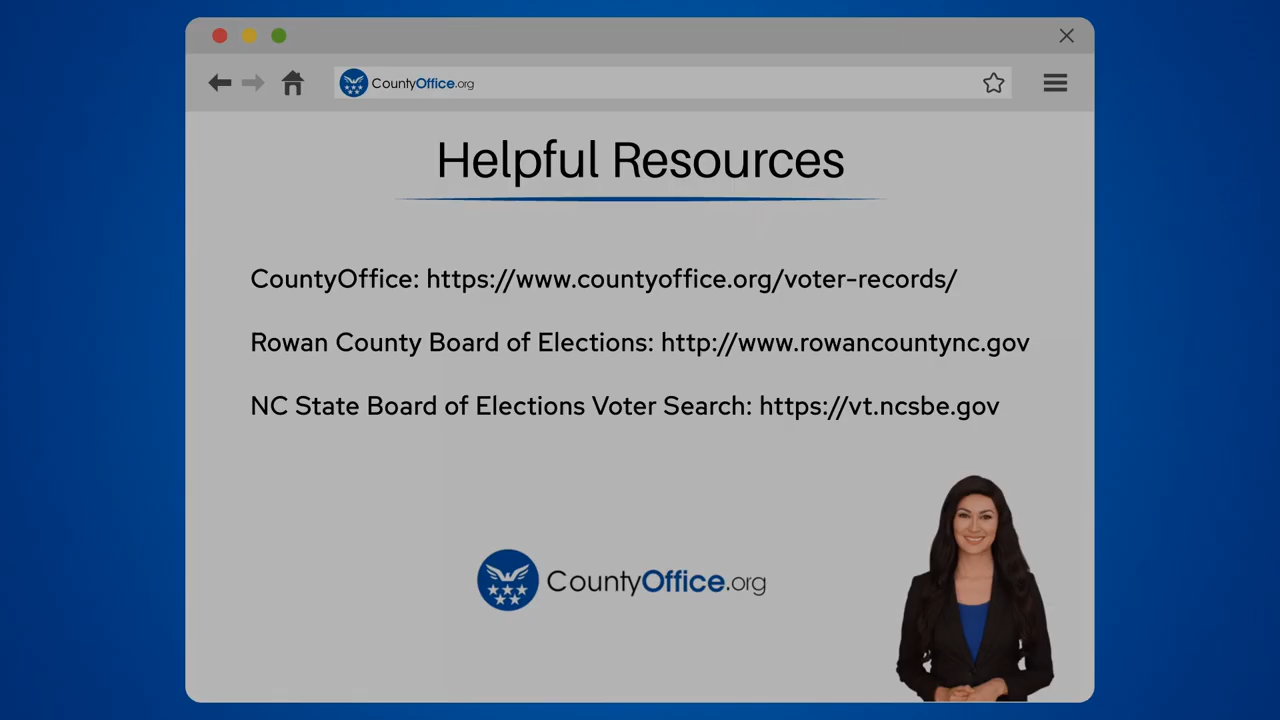 CountyOffice.org
Helpful Resources
CountyOffice: https://www.countyoffice.org/voter-records/
Rowan County Board of Elections: http://www.rowancountync.gov
NC State Board of Elections Voter Search: https://vt.ncsbe.gov
CountyOffice.org